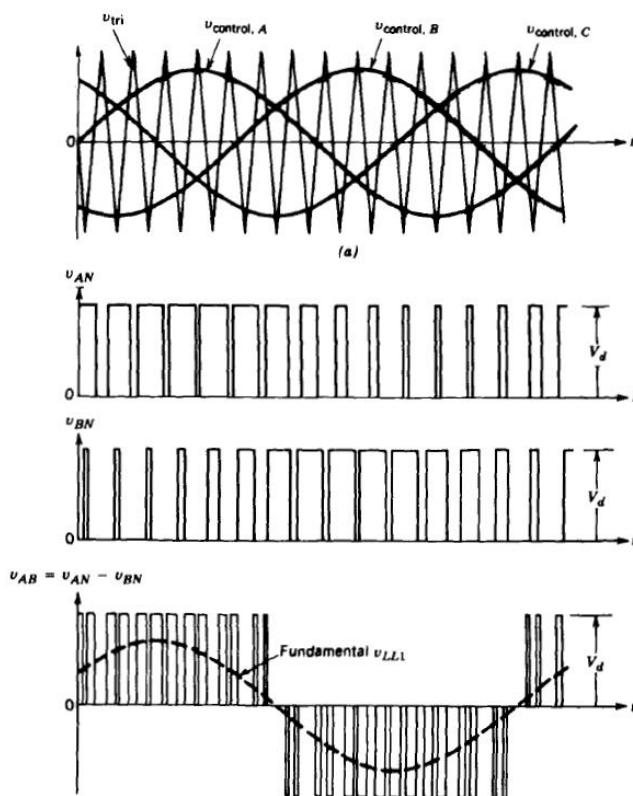 v_tri v_control, A v_control, B v_control, C
0 t
(a)
v_AN
0 V_d t
v_BN
0 V_d t
v_AB = v_AN − v_BN
Fundamental v_LL1
V_d
0 t